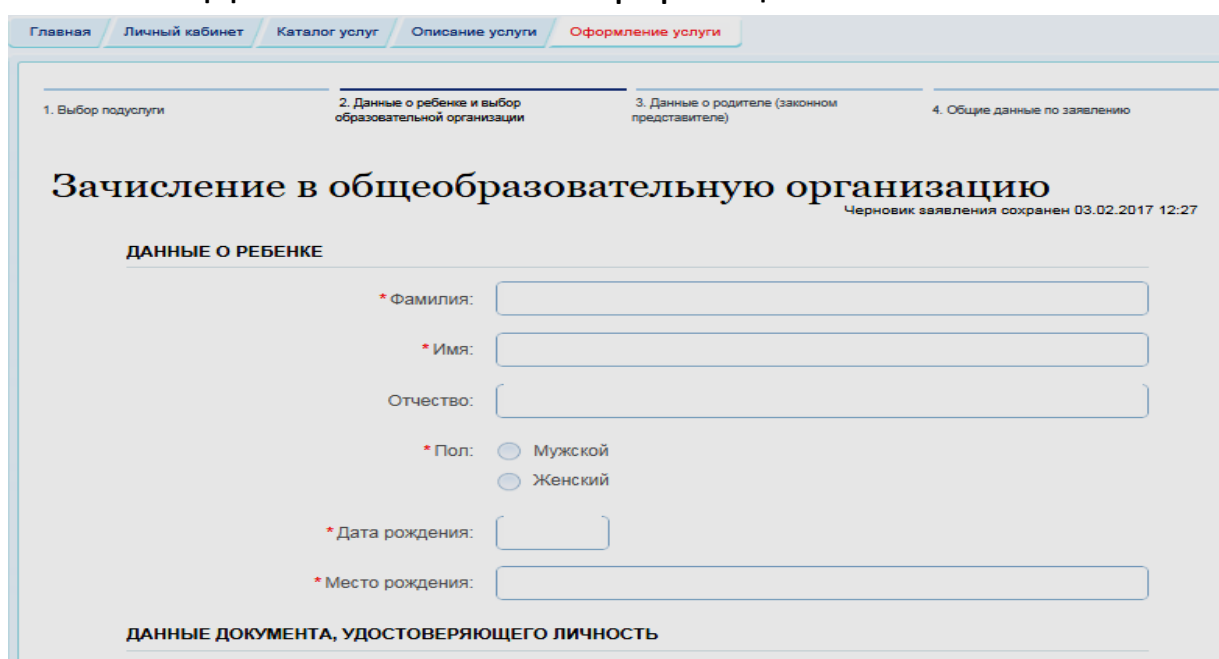 Главная Личный кабинет Каталог услуг Описание услуги Оформление услуги
1. Выбор подуслуги
2. Данные о ребенке и выбор
образовательной организации
3. Данные о родителе (законном
представителе)
4. Общие данные по заявлению
Зачисление в общеобразовательную организацию
Черновик заявления сохранен 03.02.2017 12:27
ДАННЫЕ О РЕБЕНКЕ
* Фамилия:
* Имя:
Отчество:
* Пол: Мужской
Женский
* Дата рождения:
* Место рождения:
ДАННЫЕ ДОКУМЕНТА, УДОСТОВЕРЯЮЩЕГО ЛИЧНОСТЬ